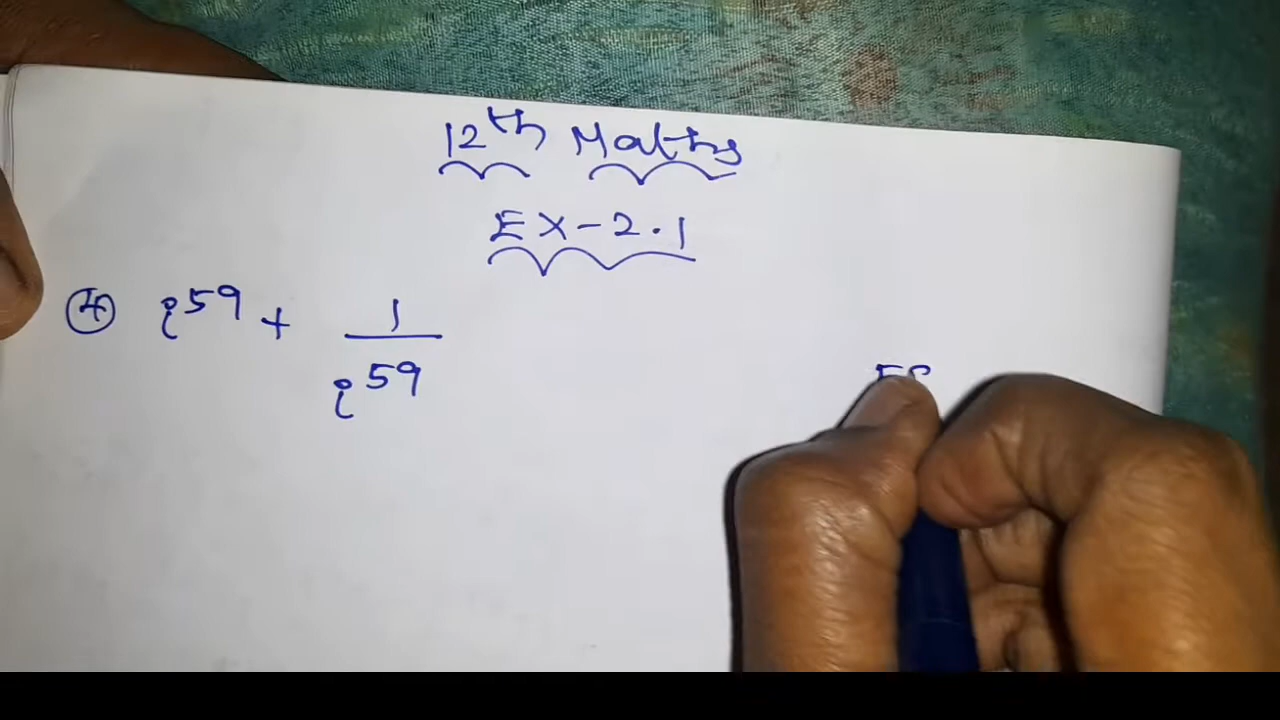 12th Maths
EX-2.1
④ i⁵⁹ + 1/i⁵⁹